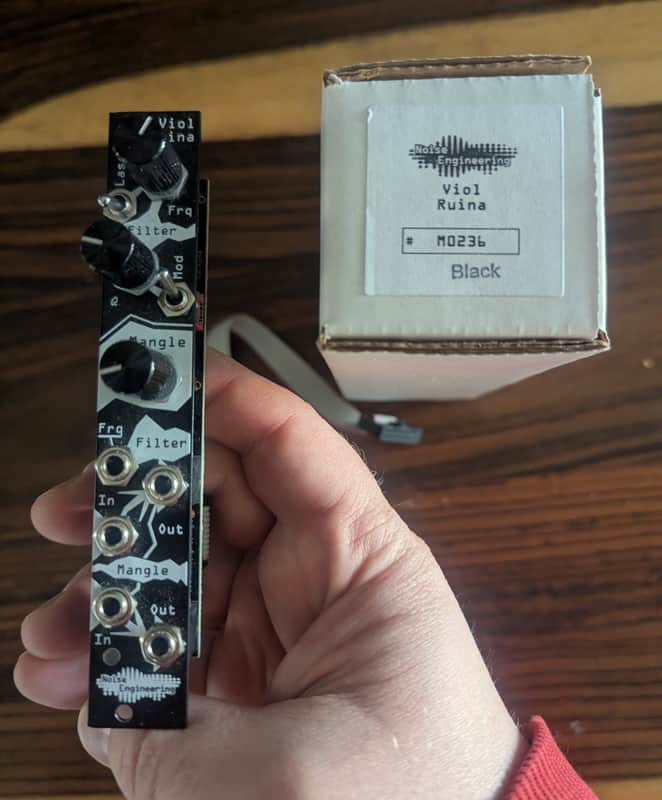 Viol
ina
Las
Frq
Filter
Mod
Q
Mangle
Frq
Filter
In
Out
Mangle
Out
In
Noise
Engineering
Noise
Engineering
Viol
Ruina
# M0236
Black